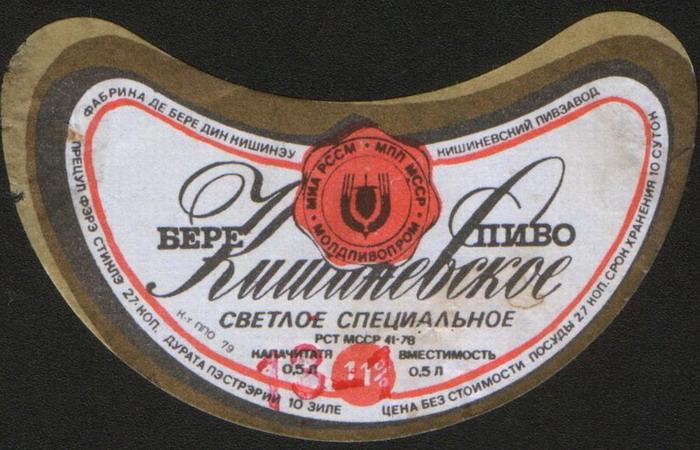 ФАБРИКА ДЕ БЕРЕ ДИН КИШИНЭУ
КИШИНЕВСКИЙ ПИВЗАВОД
МИА РССМ • МПП МССР • МОЛДПИВОПРОМ •
БЕРЕ
ПИВО
Кишиневское
СВЕТЛОЕ СПЕЦИАЛЬНОЕ
РСТ МССР 41-78
КАПАЧИТАТЯ
0,5 Л
11%
ВМЕСТИМОСТЬ
0,5 Л
13
К-т ППО 79
ПРЕЦУЛ ФЭРЭ СТИКЛЭ 27 КОП. ДУРАТА ПЭСТРЭРИЙ 10 ЗИЛЕ
ЦЕНА БЕЗ СТОИМОСТИ ПОСУДЫ 27 КОП. СРОК ХРАНЕНИЯ 10 СУТОК